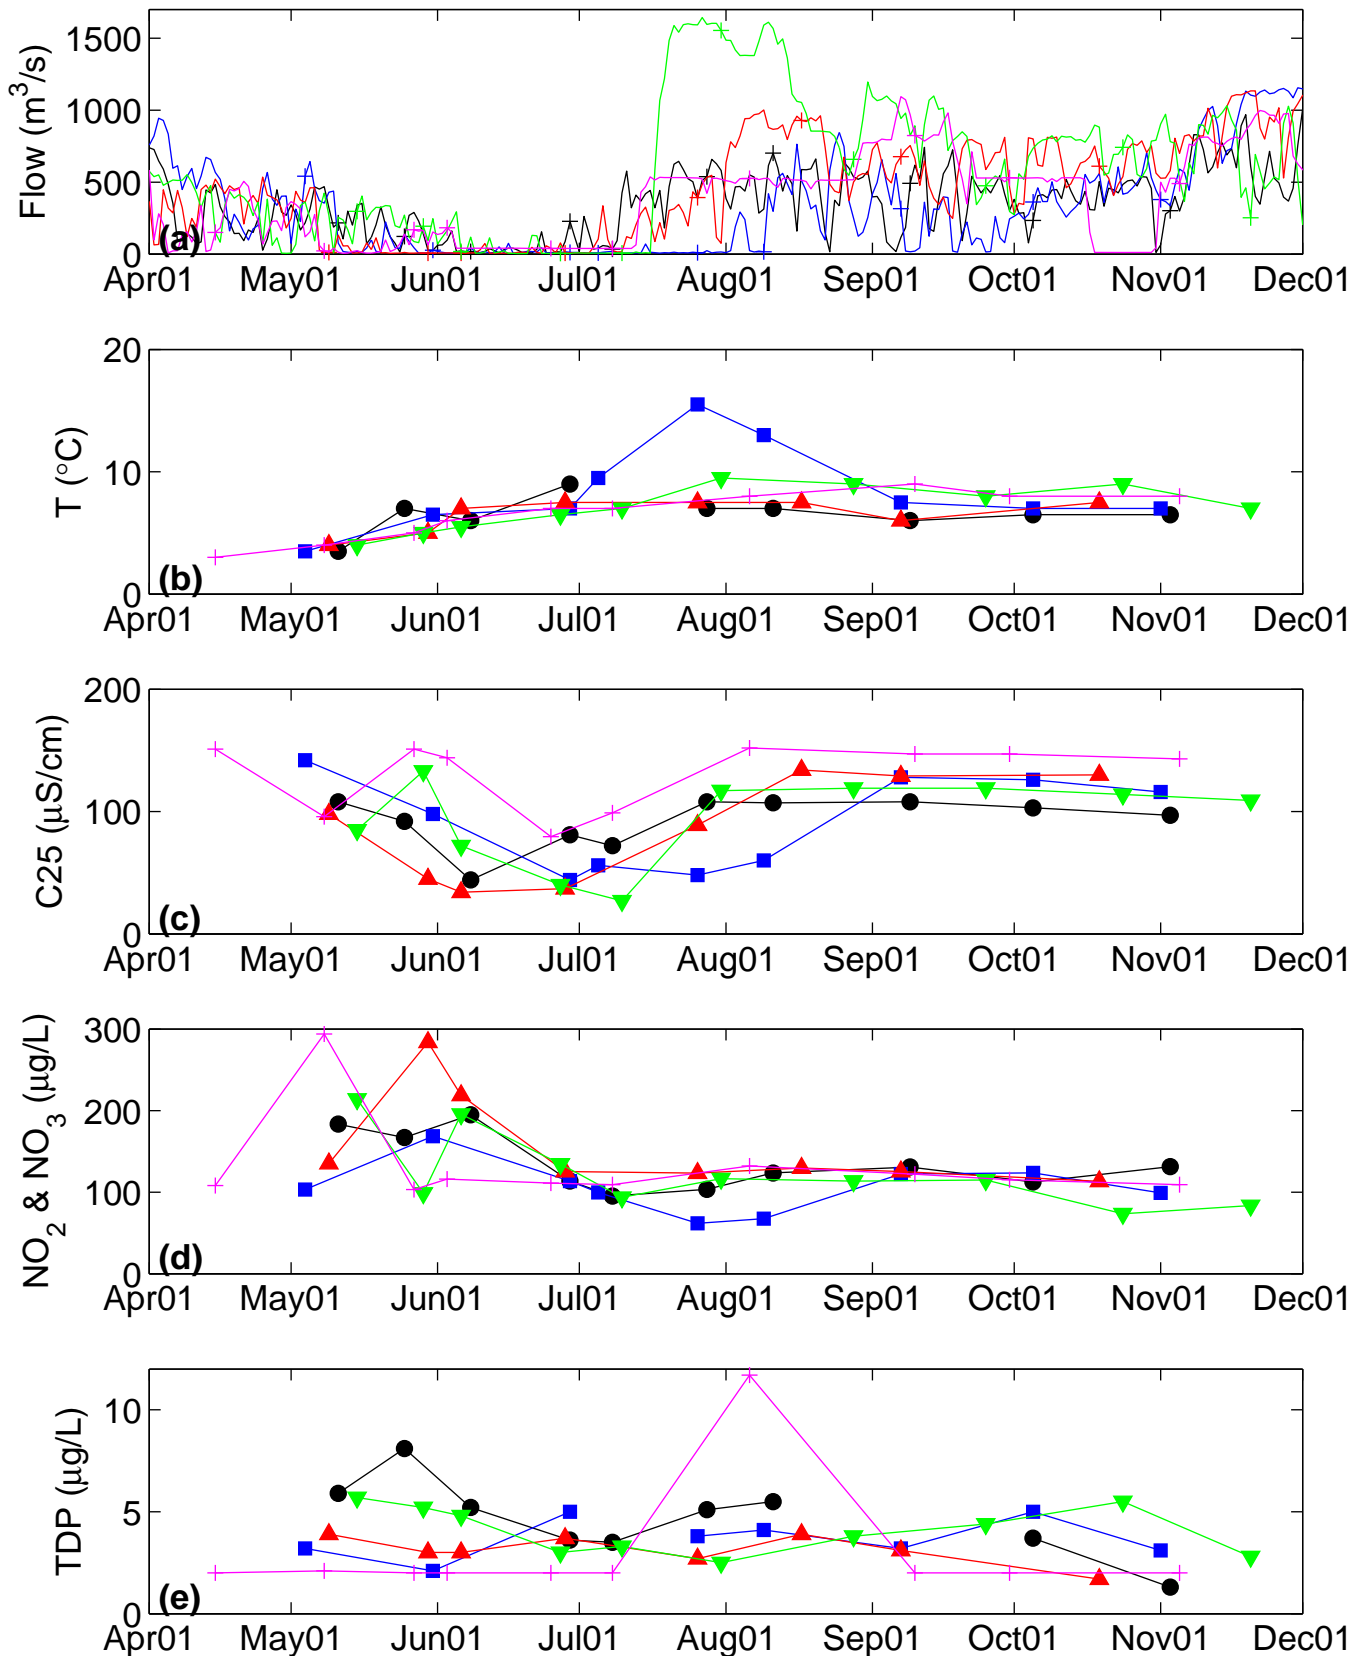 Flow (m³/s)
1500
1000
500
0
(a)
Apr01 May01 Jun01 Jul01 Aug01 Sep01 Oct01 Nov01 Dec01
T (°C)
20
10
0
(b)
Apr01 May01 Jun01 Jul01 Aug01 Sep01 Oct01 Nov01 Dec01
C25 (µS/cm)
200
100
0
(c)
Apr01 May01 Jun01 Jul01 Aug01 Sep01 Oct01 Nov01 Dec01
NO₂ & NO₃ (µg/L)
300
200
100
0
(d)
Apr01 May01 Jun01 Jul01 Aug01 Sep01 Oct01 Nov01 Dec01
TDP (µg/L)
10
5
0
(e)
Apr01 May01 Jun01 Jul01 Aug01 Sep01 Oct01 Nov01 Dec01